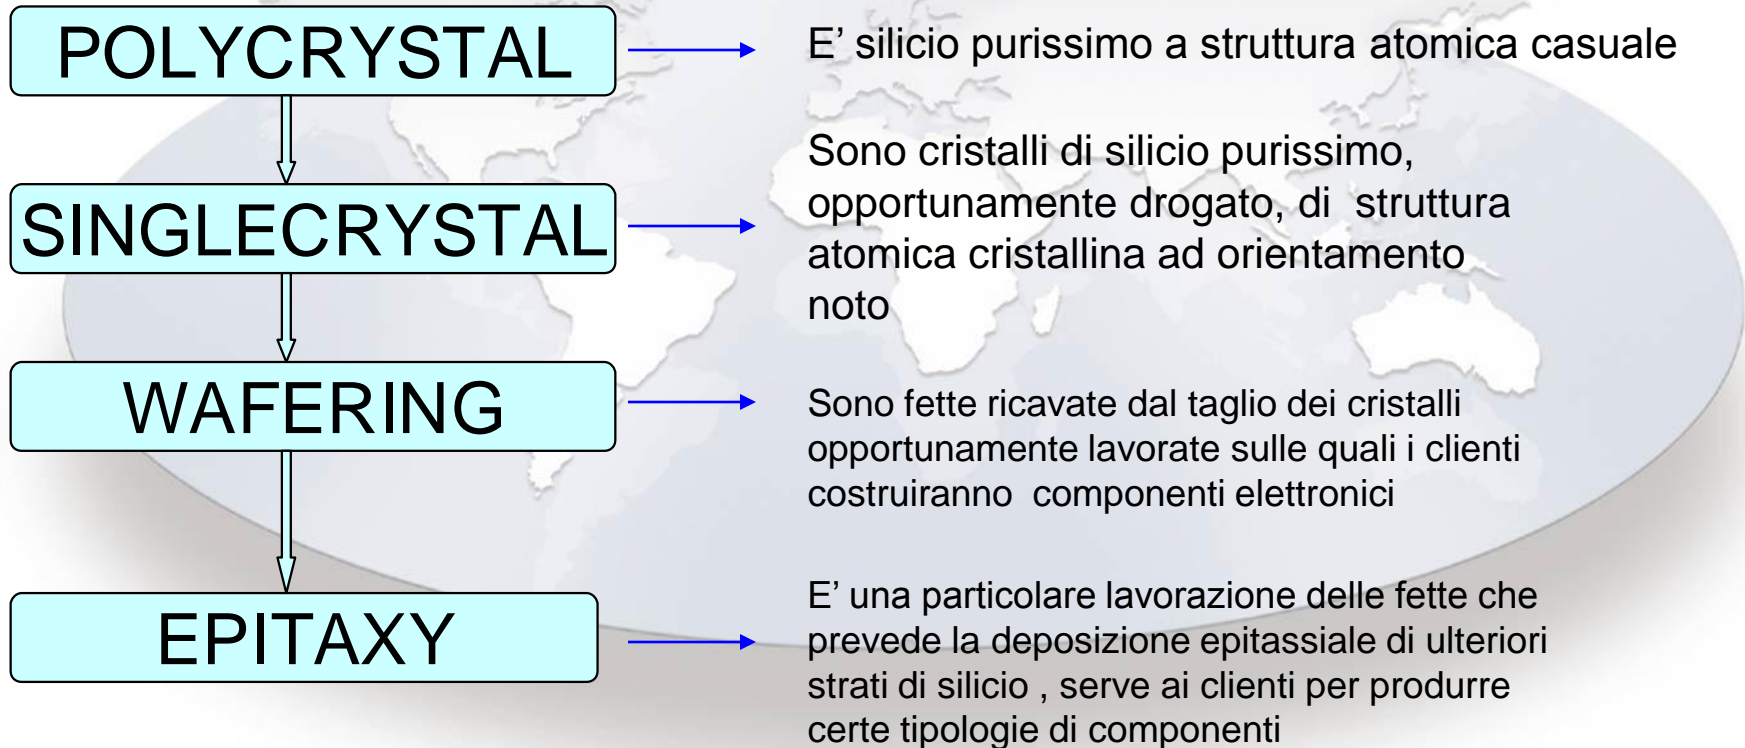 POLYCRYSTAL
E’ silicio purissimo a struttura atomica casuale
SINGLECRYSTAL
Sono cristalli di silicio purissimo,
opportunamente drogato, di struttura
atomica cristallina ad orientamento
noto
WAFERING
Sono fette ricavate dal taglio dei cristalli
opportunamente lavorate sulle quali i clienti
costruiranno componenti elettronici
EPITAXY
E’ una particolare lavorazione delle fette che
prevede la deposizione epitassiale di ulteriori
strati di silicio , serve ai clienti per produrre
certe tipologie di componenti